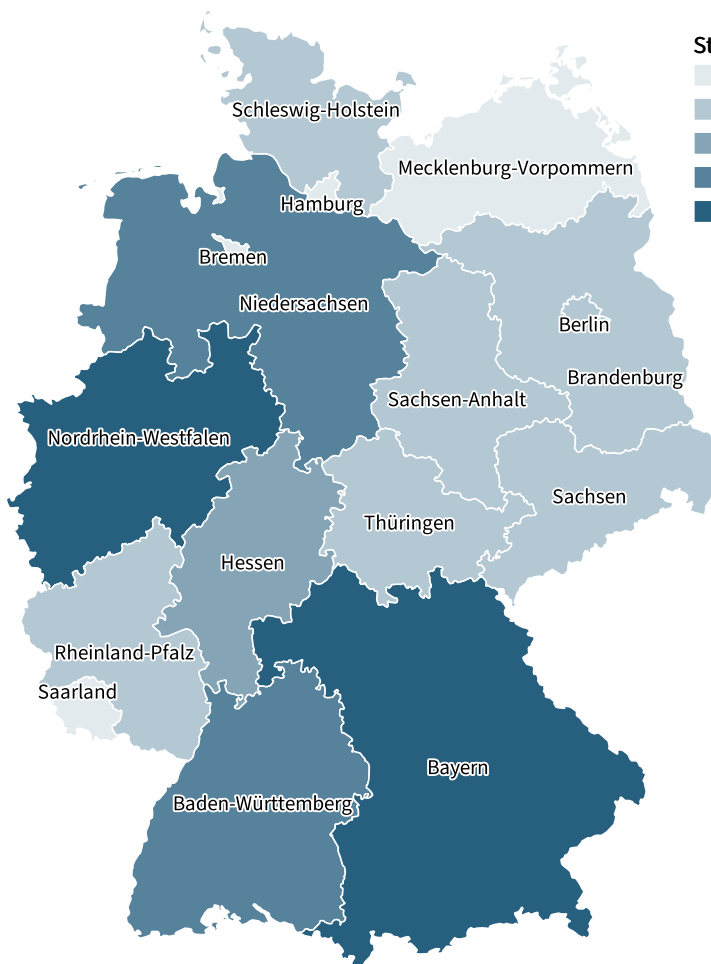 St
Schleswig-Holstein
Mecklenburg-Vorpommern
Hamburg
Bremen
Niedersachsen
Berlin
Brandenburg
Sachsen-Anhalt
Nordrhein-Westfalen
Sachsen
Thüringen
Hessen
Rheinland-Pfalz
Saarland
Bayern
Baden-Württemberg